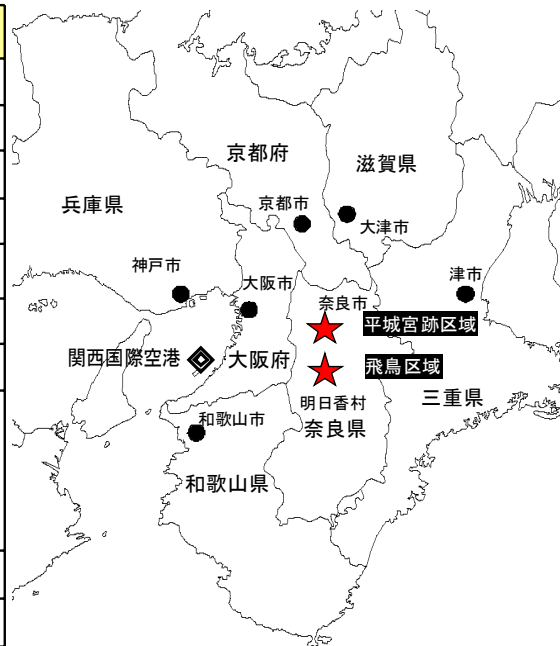 京都府
滋賀県
兵庫県
京都市
大津市
神戸市
大阪市
津市
奈良市
平城宮跡区域
関西国際空港
大阪府
飛鳥区域
明日香村
三重県
和歌山市
奈良県
和歌山県